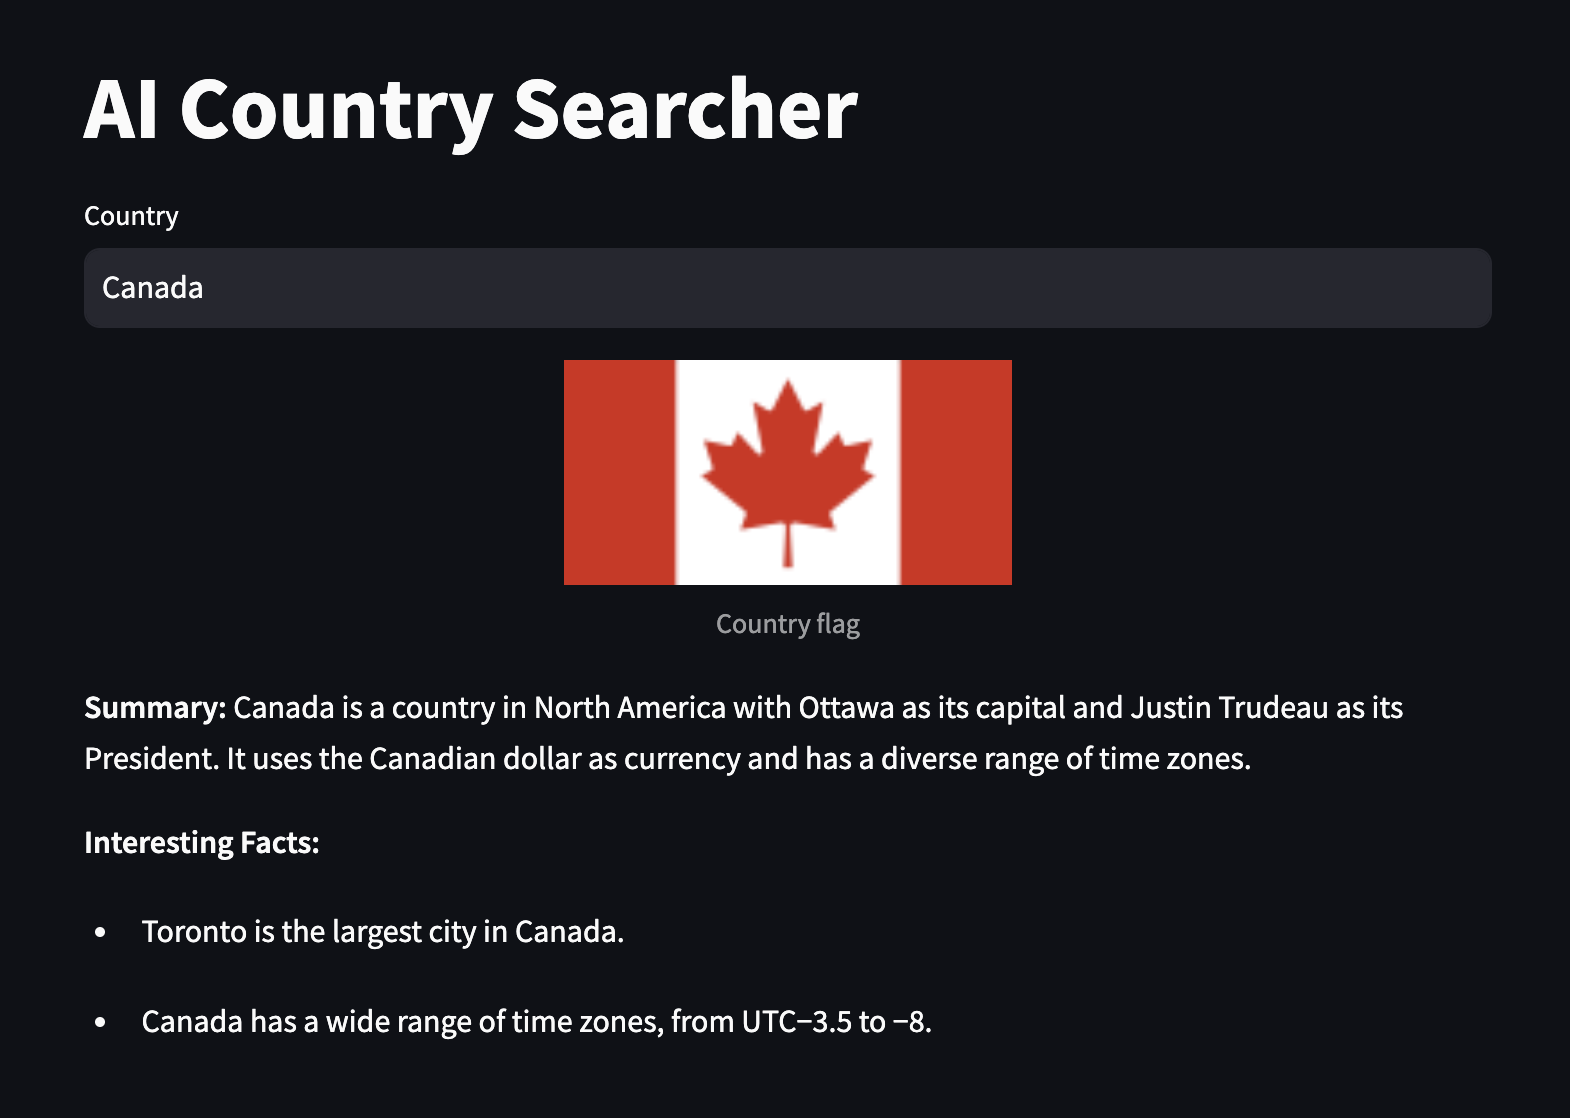 AI Country Searcher
Country
Canada
Country flag
Summary: Canada is a country in North America with Ottawa as its capital and Justin Trudeau as its
President. It uses the Canadian dollar as currency and has a diverse range of time zones.
Interesting Facts:
• Toronto is the largest city in Canada.
• Canada has a wide range of time zones, from UTC−3.5 to −8.